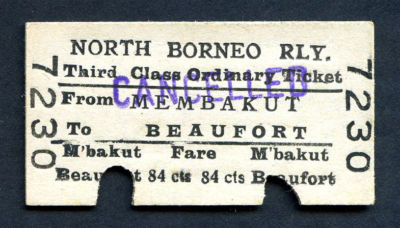 NORTH BORNEO RLY.
Third Class Ordinary Ticket
CANCELLED
From MEMBAKUT
To BEAUFORT
M'bakut Fare M'bakut
Beaufort 84 cts 84 cts Beaufort
7230
7230